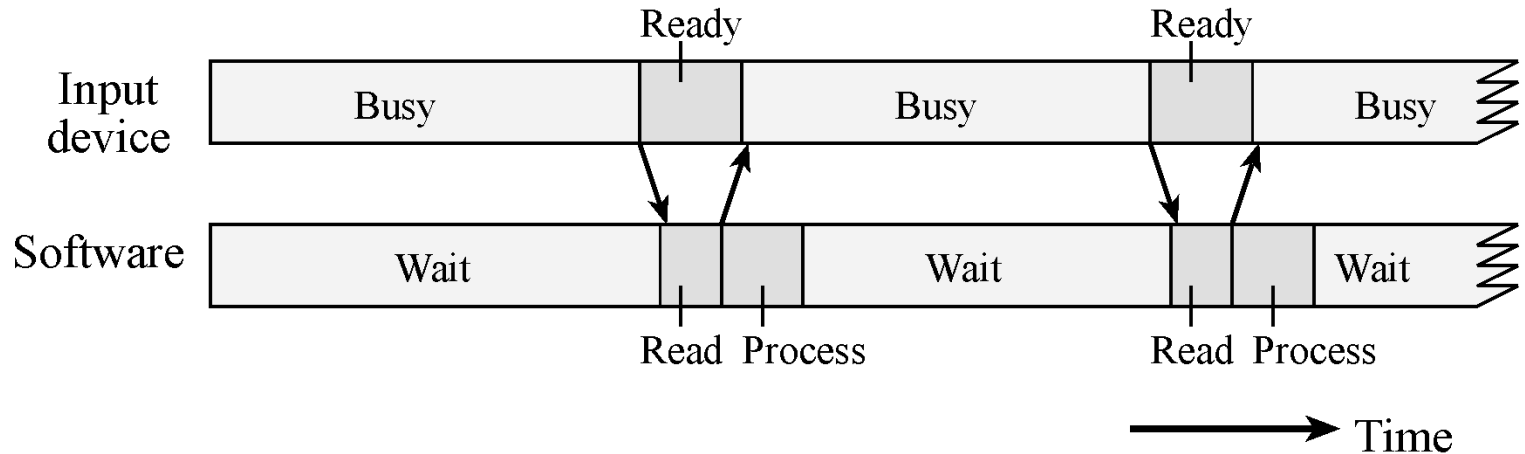 Ready
Ready
Input
device
Busy
Busy
Busy
Software
Wait
Wait
Wait
Read
Process
Read
Process
Time